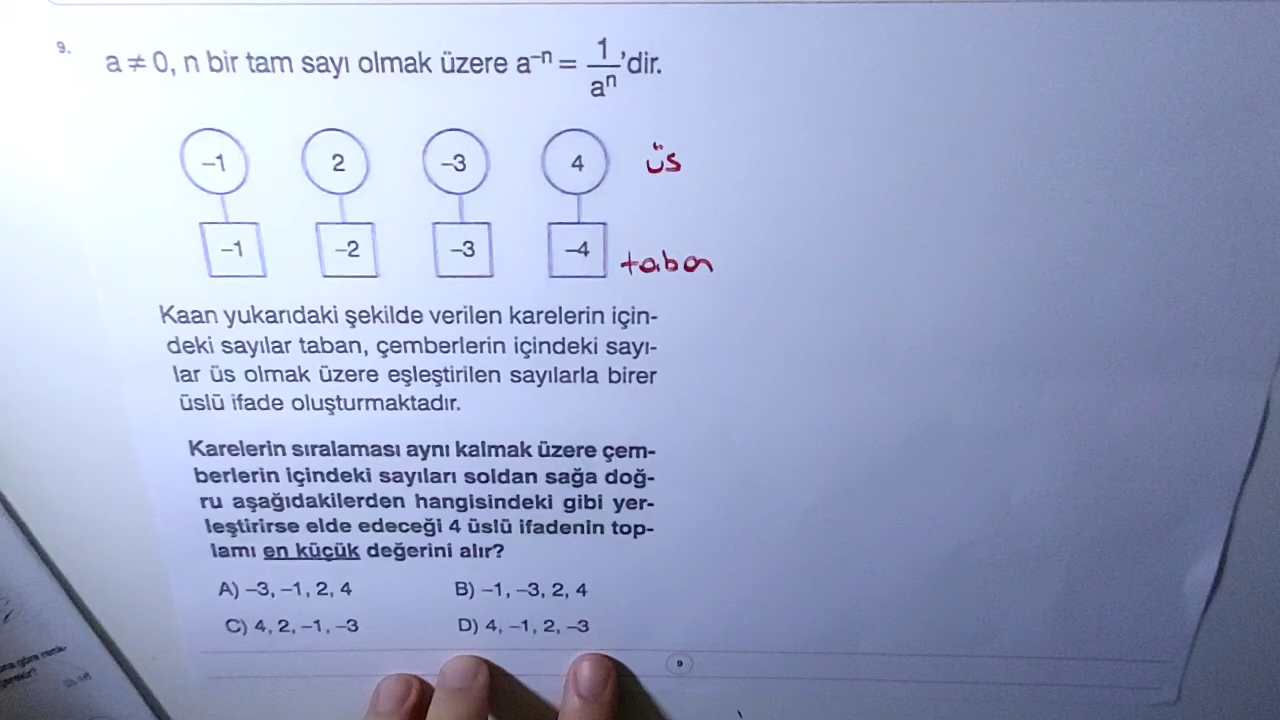 9.
a ≠ 0, n bir tam sayı olmak üzere a⁻ⁿ = 1/aⁿ 'dir.
–1 2 –3 4 üs
–1 –2 –3 –4 taban
Kaan yukarıdaki şekilde verilen karelerin için-
deki sayılar taban, çemberlerin içindeki sayı-
lar üs olmak üzere eşleştirilen sayılarla birer
üslü ifade oluşturmaktadır.
Karelerin sıralaması aynı kalmak üzere çem-
berlerin içindeki sayıları soldan sağa doğ-
ru aşağıdakilerden hangisindeki gibi yer-
leştirirse elde edeceği 4 üslü ifadenin top-
lamı en küçük değerini alır?
A) –3, –1, 2, 4 B) –1, –3, 2, 4
C) 4, 2, –1, –3 D) 4, –1, 2, –3
9